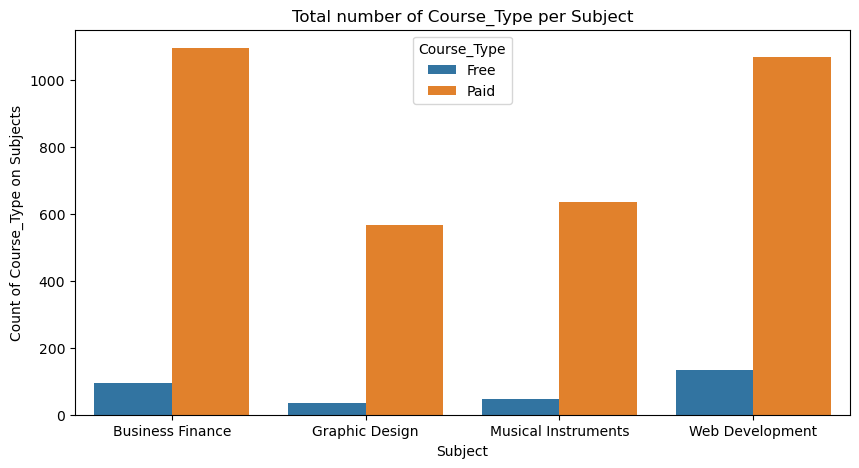 Total number of Course_Type per Subject
Course_Type
Free
Paid
Count of Course_Type on Subjects
1000
800
600
400
200
0
Business Finance
Graphic Design
Musical Instruments
Web Development
Subject